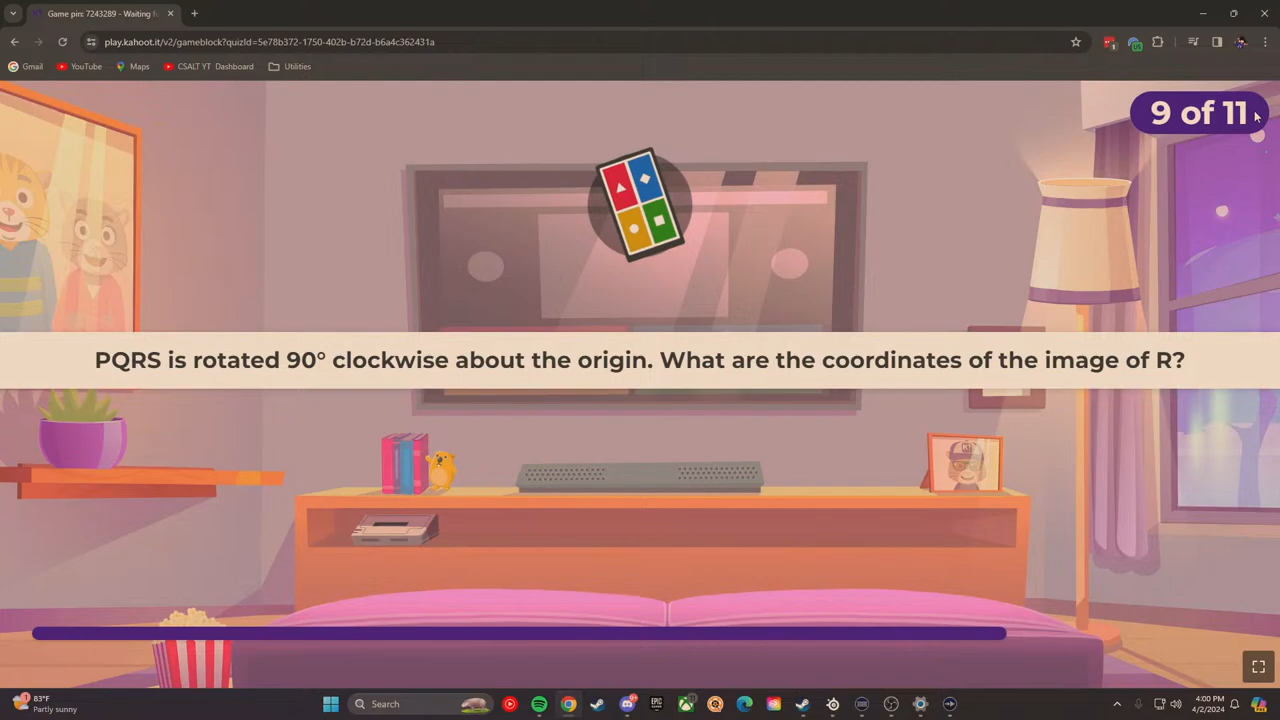 Game pin: 7243289 - Waiting f
play.kahoot.it/v2/gameblock?quizId=5e78b372-1750-402b-b72d-b6a4c362431a
Gmail
YouTube
Maps
CSALT YT Dashboard
Utilities
9 of 11
PQRS is rotated 90° clockwise about the origin. What are the coordinates of the image of R?
83°F
Partly sunny
Search
4:00 PM
4/2/2024